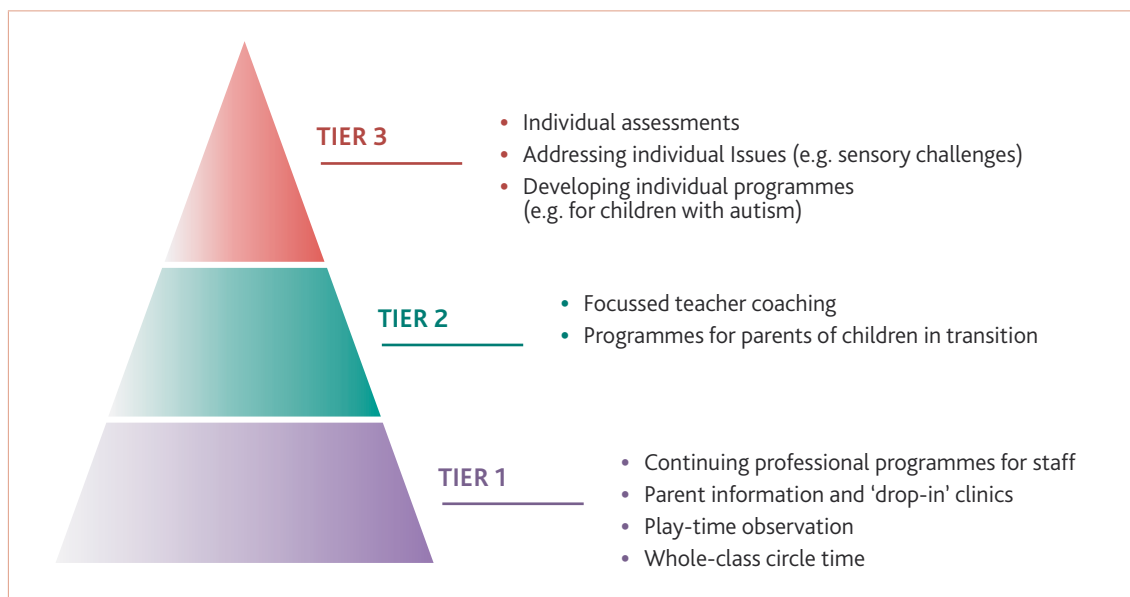 TIER 3
• Individual assessments
• Addressing individual Issues (e.g. sensory challenges)
• Developing individual programmes
(e.g. for children with autism)
TIER 2
• Focussed teacher coaching
• Programmes for parents of children in transition
TIER 1
• Continuing professional programmes for staff
• Parent information and ‘drop-in’ clinics
• Play-time observation
• Whole-class circle time